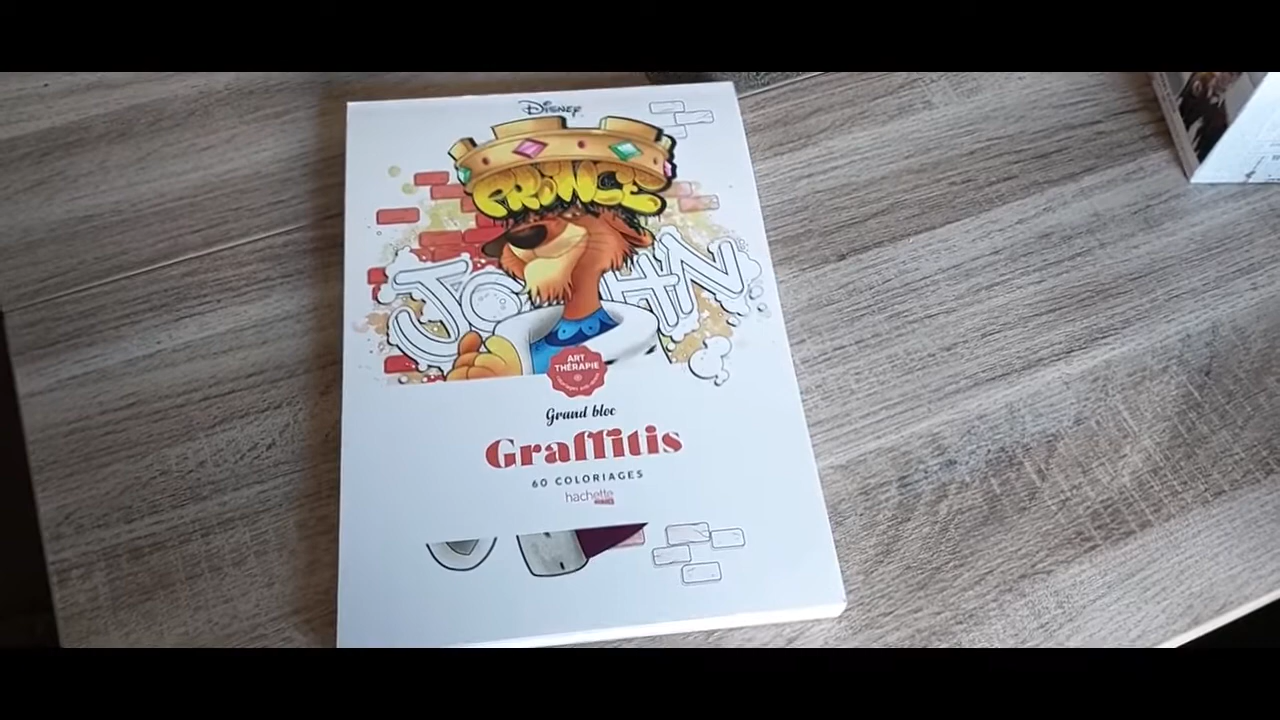 Disney
PRINCE
JOHN
ART
THÉRAPIE
Grand bloc
Graffitis
60 COLORIAGES
hachette